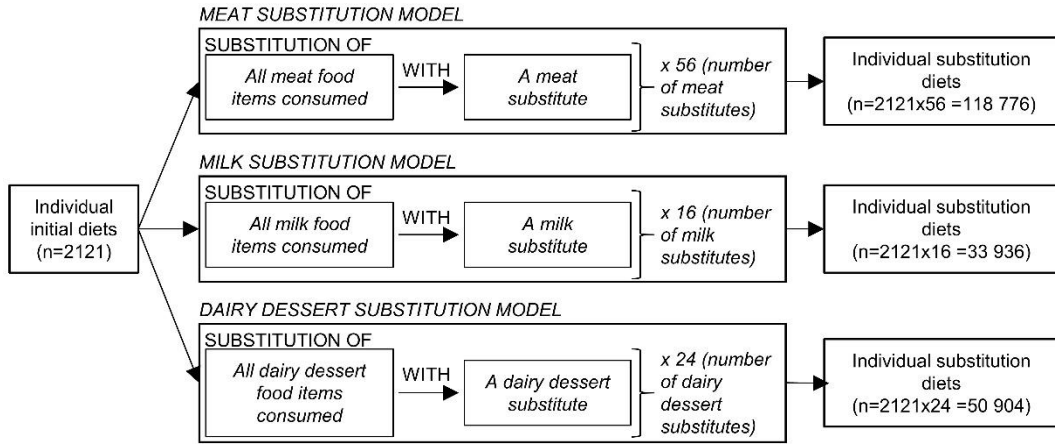 MEAT SUBSTITUTION MODEL
SUBSTITUTION OF
All meat food
items consumed
WITH
A meat
substitute
x 56 (number
of meat
substitutes)
Individual substitution
diets
(n=2121x56 =118 776)
Individual
initial diets
(n=2121)
MILK SUBSTITUTION MODEL
SUBSTITUTION OF
All milk food
items consumed
WITH
A milk
substitute
x 16 (number
of milk
substitutes)
Individual substitution
diets
(n=2121x16 =33 936)
DAIRY DESSERT SUBSTITUTION MODEL
SUBSTITUTION OF
All dairy dessert
food items
consumed
WITH
A dairy dessert
substitute
x 24 (number
of dairy
dessert
substitutes)
Individual substitution
diets
(n=2121x24 =50 904)